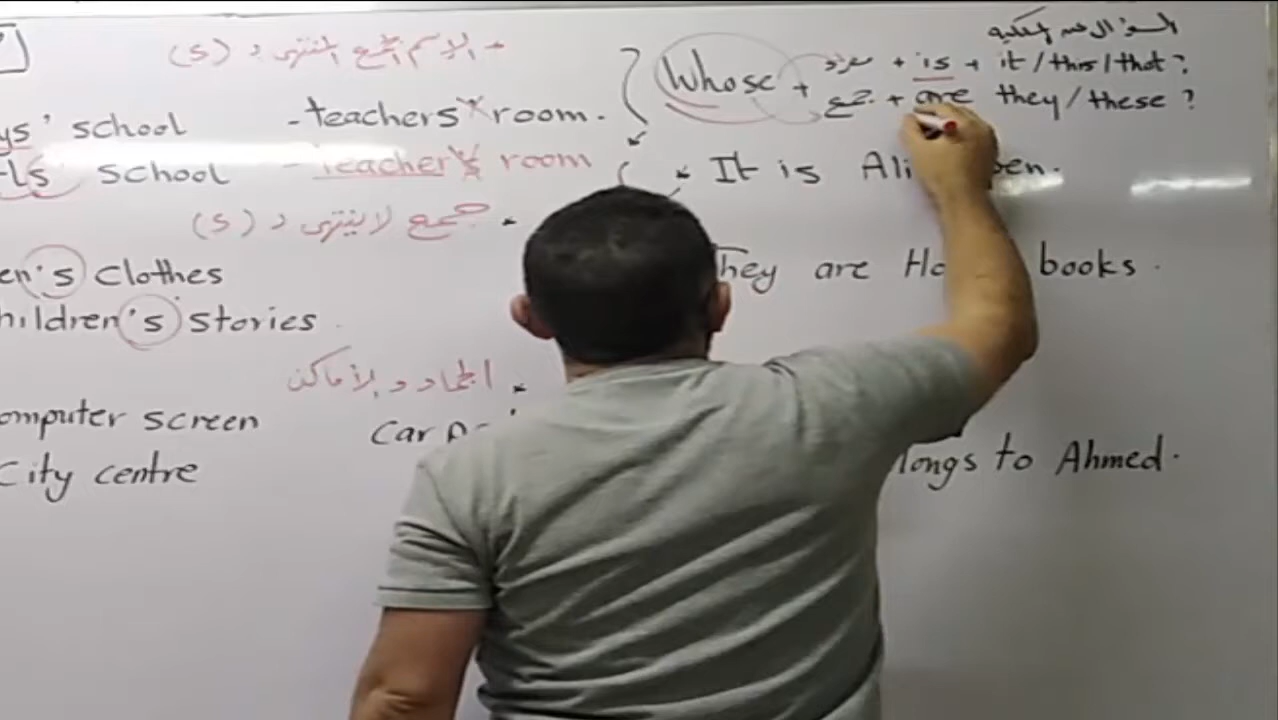 - الاسم الجمع المنتهي بـ (s)
ys' school
ls' school
- teachers' room.
- teacher's room
جمع لا ينتهي بـ (s)
en's clothes
hildren's stories
الجماد والأماكن
omputer screen
city centre
car
السؤال عن الملكية
Whose + مفرد + is + it / this / that ?
جمع + are they / these ?
It is Ali en.
They are Ho books.
longs to Ahmed.